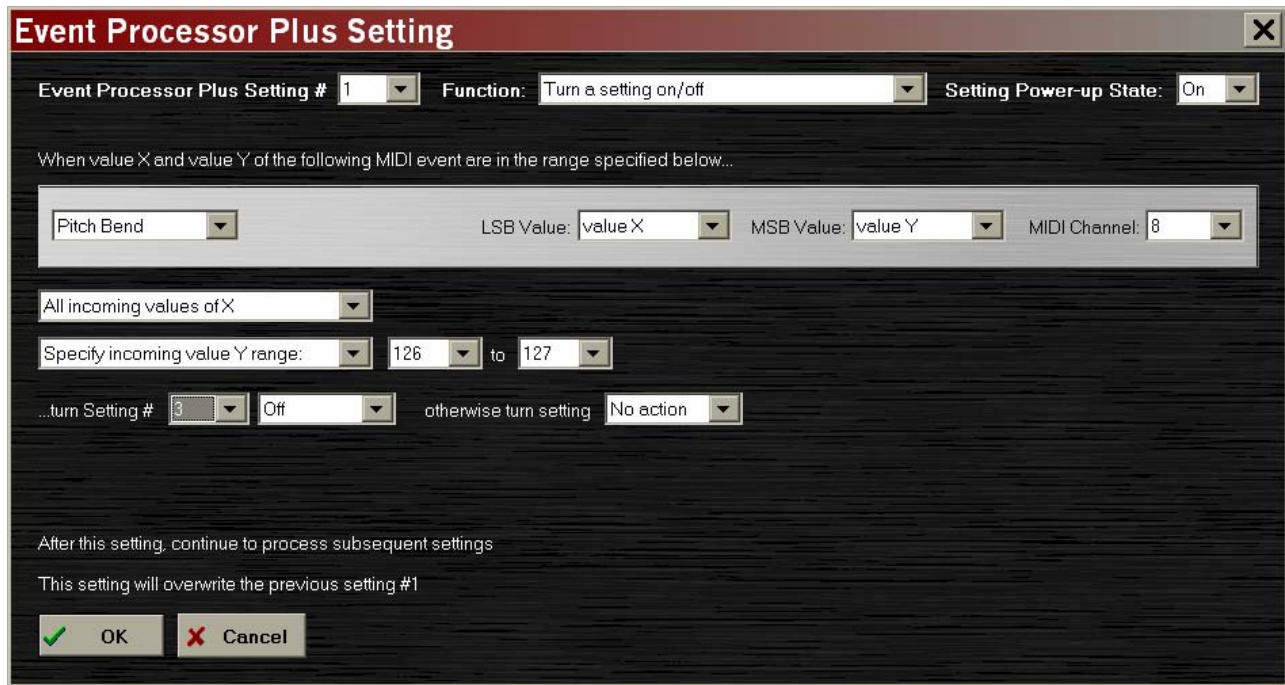 Event Processor Plus Setting
Event Processor Plus Setting # 1 Function: Turn a setting on/off Setting Power-up State: On
When value X and value Y of the following MIDI event are in the range specified below...
Pitch Bend LSB Value: value X MSB Value: value Y MIDI Channel: 8
All incoming values of X
Specify incoming value Y range: 126 to 127
...turn Setting # 3 Off otherwise turn setting No action
After this setting, continue to process subsequent settings
This setting will overwrite the previous setting #1
OK Cancel